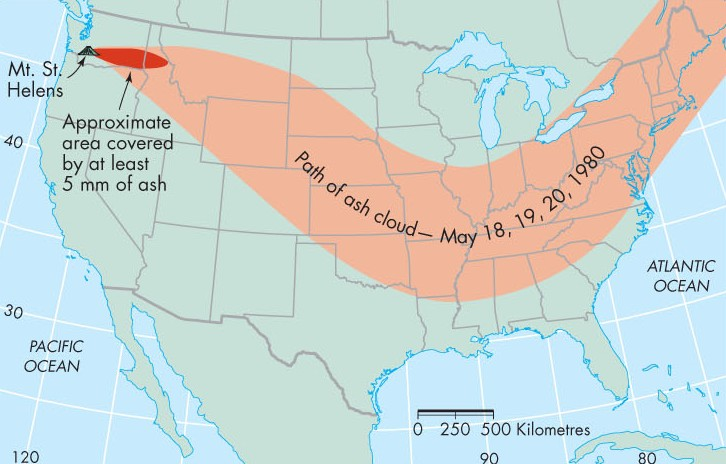 Mt. St.
Helens
Approximate
area covered
by at least
5 mm of ash
Path of ash cloud— May 18, 19, 20, 1980
40
30
ATLANTIC
OCEAN
PACIFIC
OCEAN
0 250 500 Kilometres
120
90
80